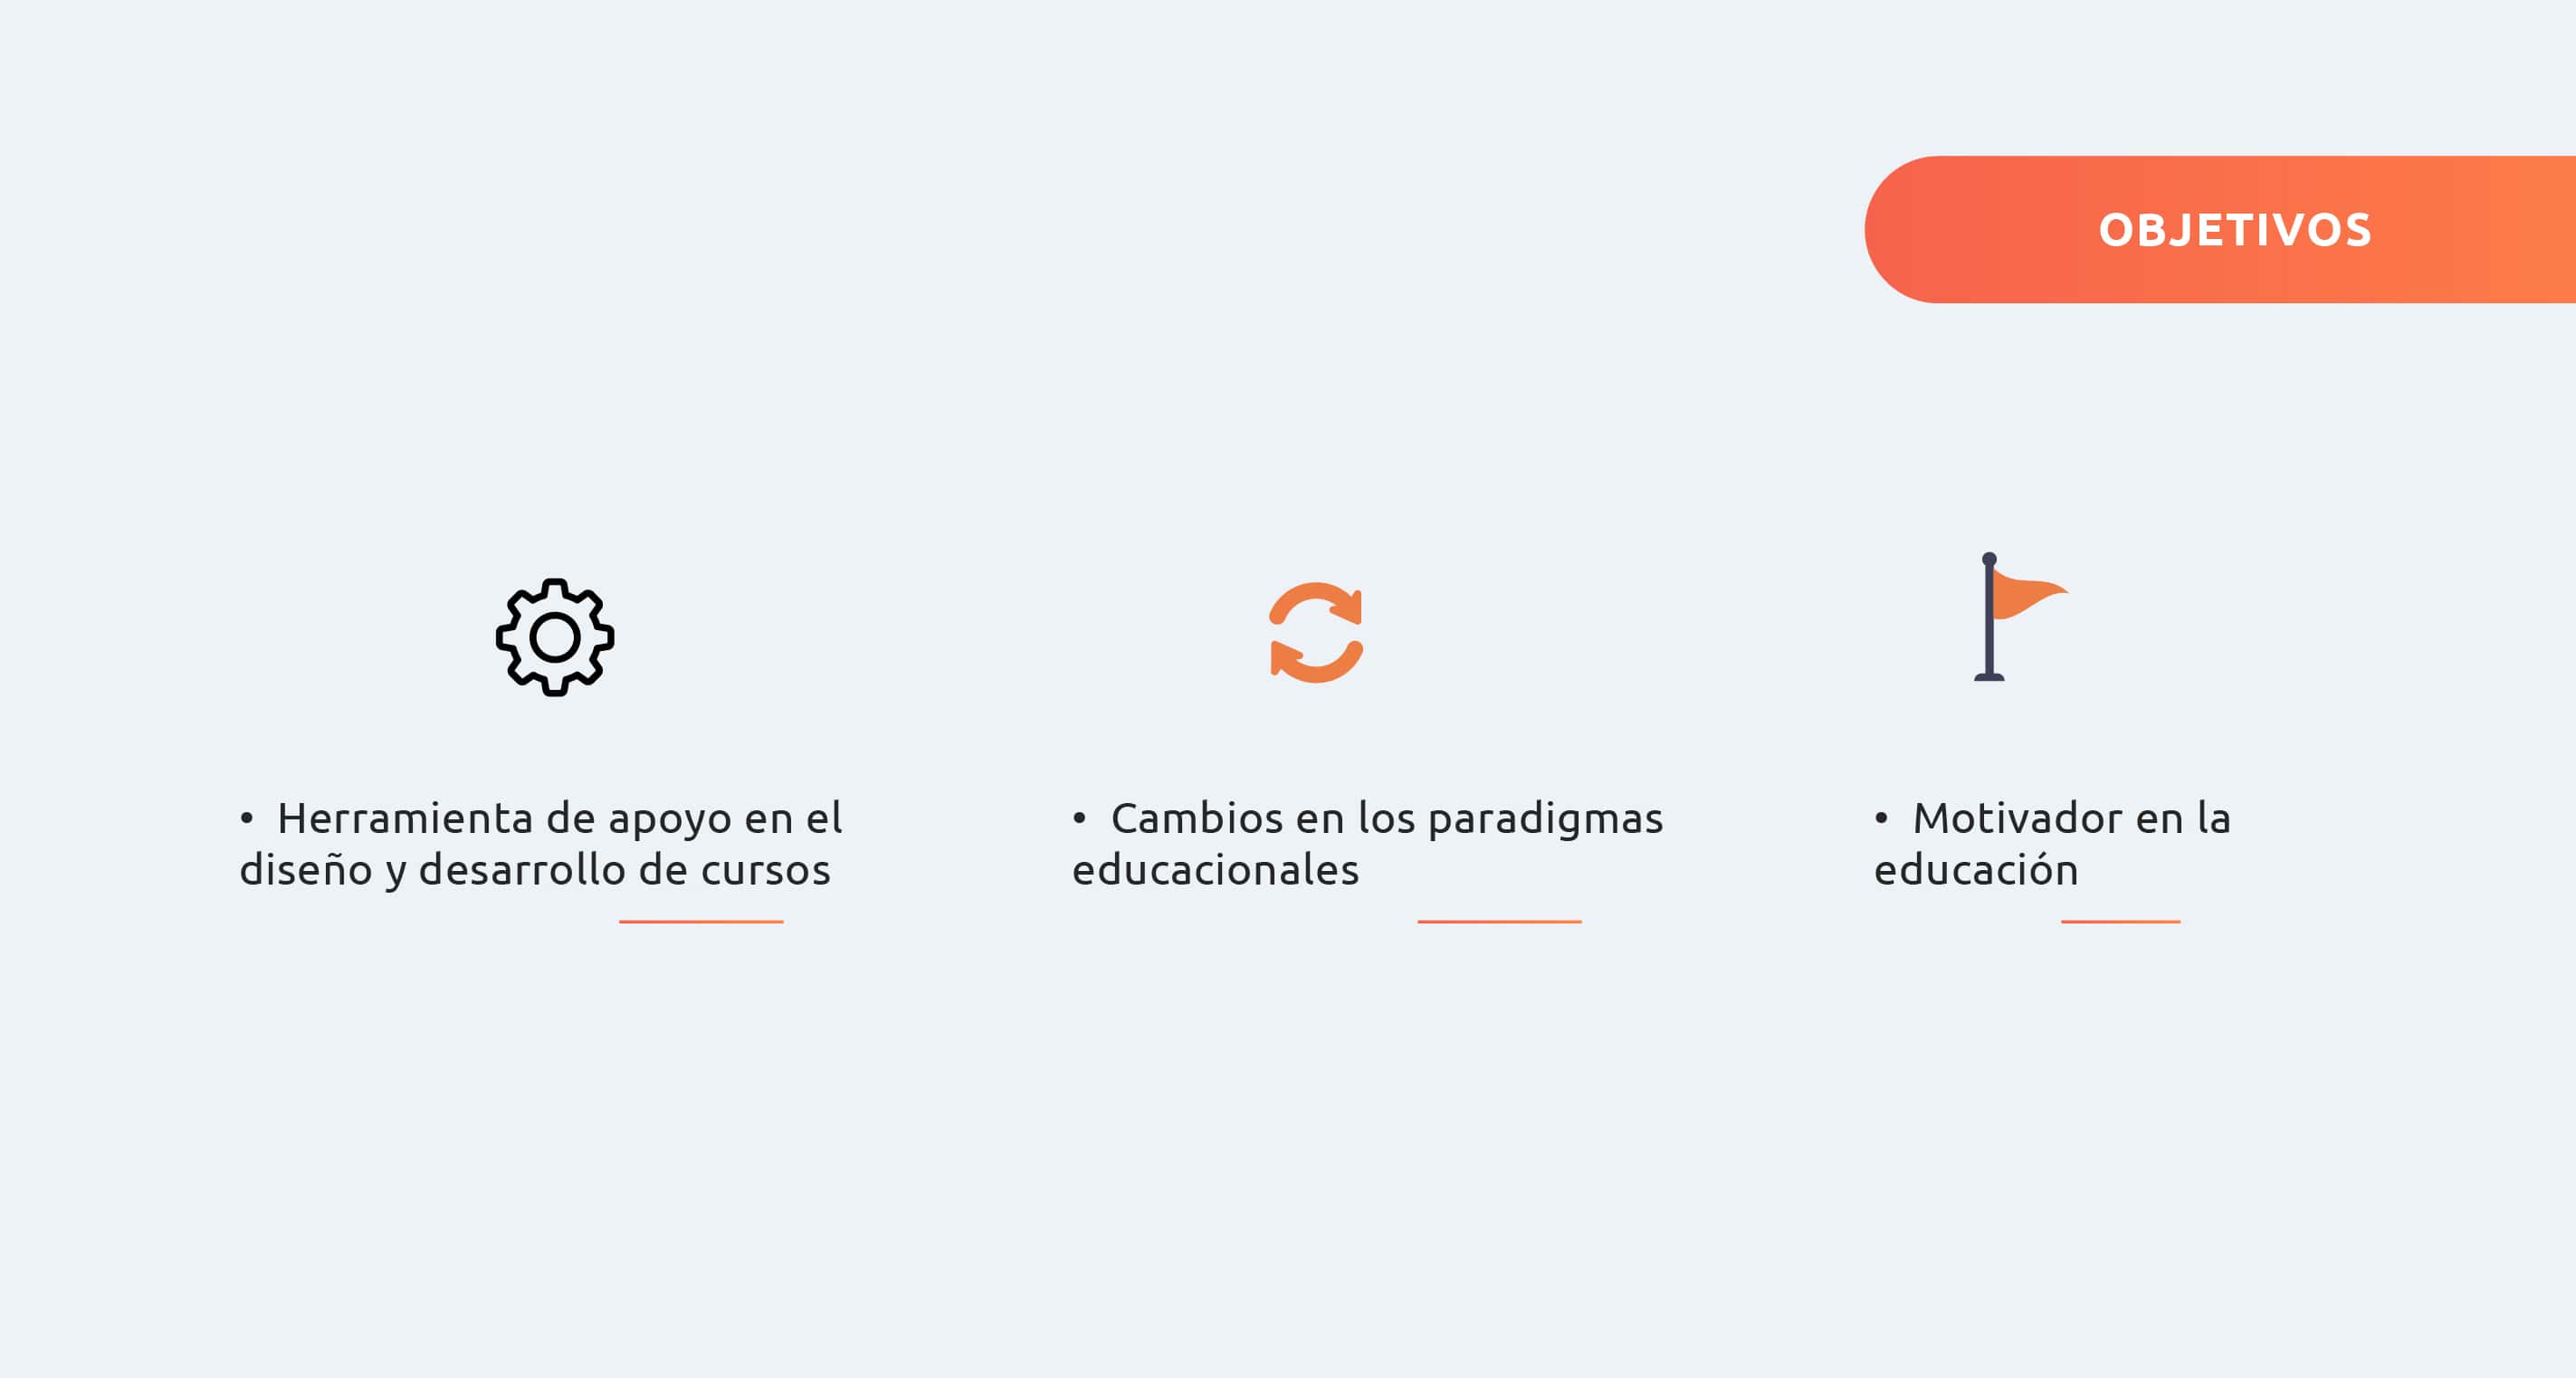 OBJETIVOS
• Herramienta de apoyo en el
diseño y desarrollo de cursos
• Cambios en los paradigmas
educacionales
• Motivador en la
educación